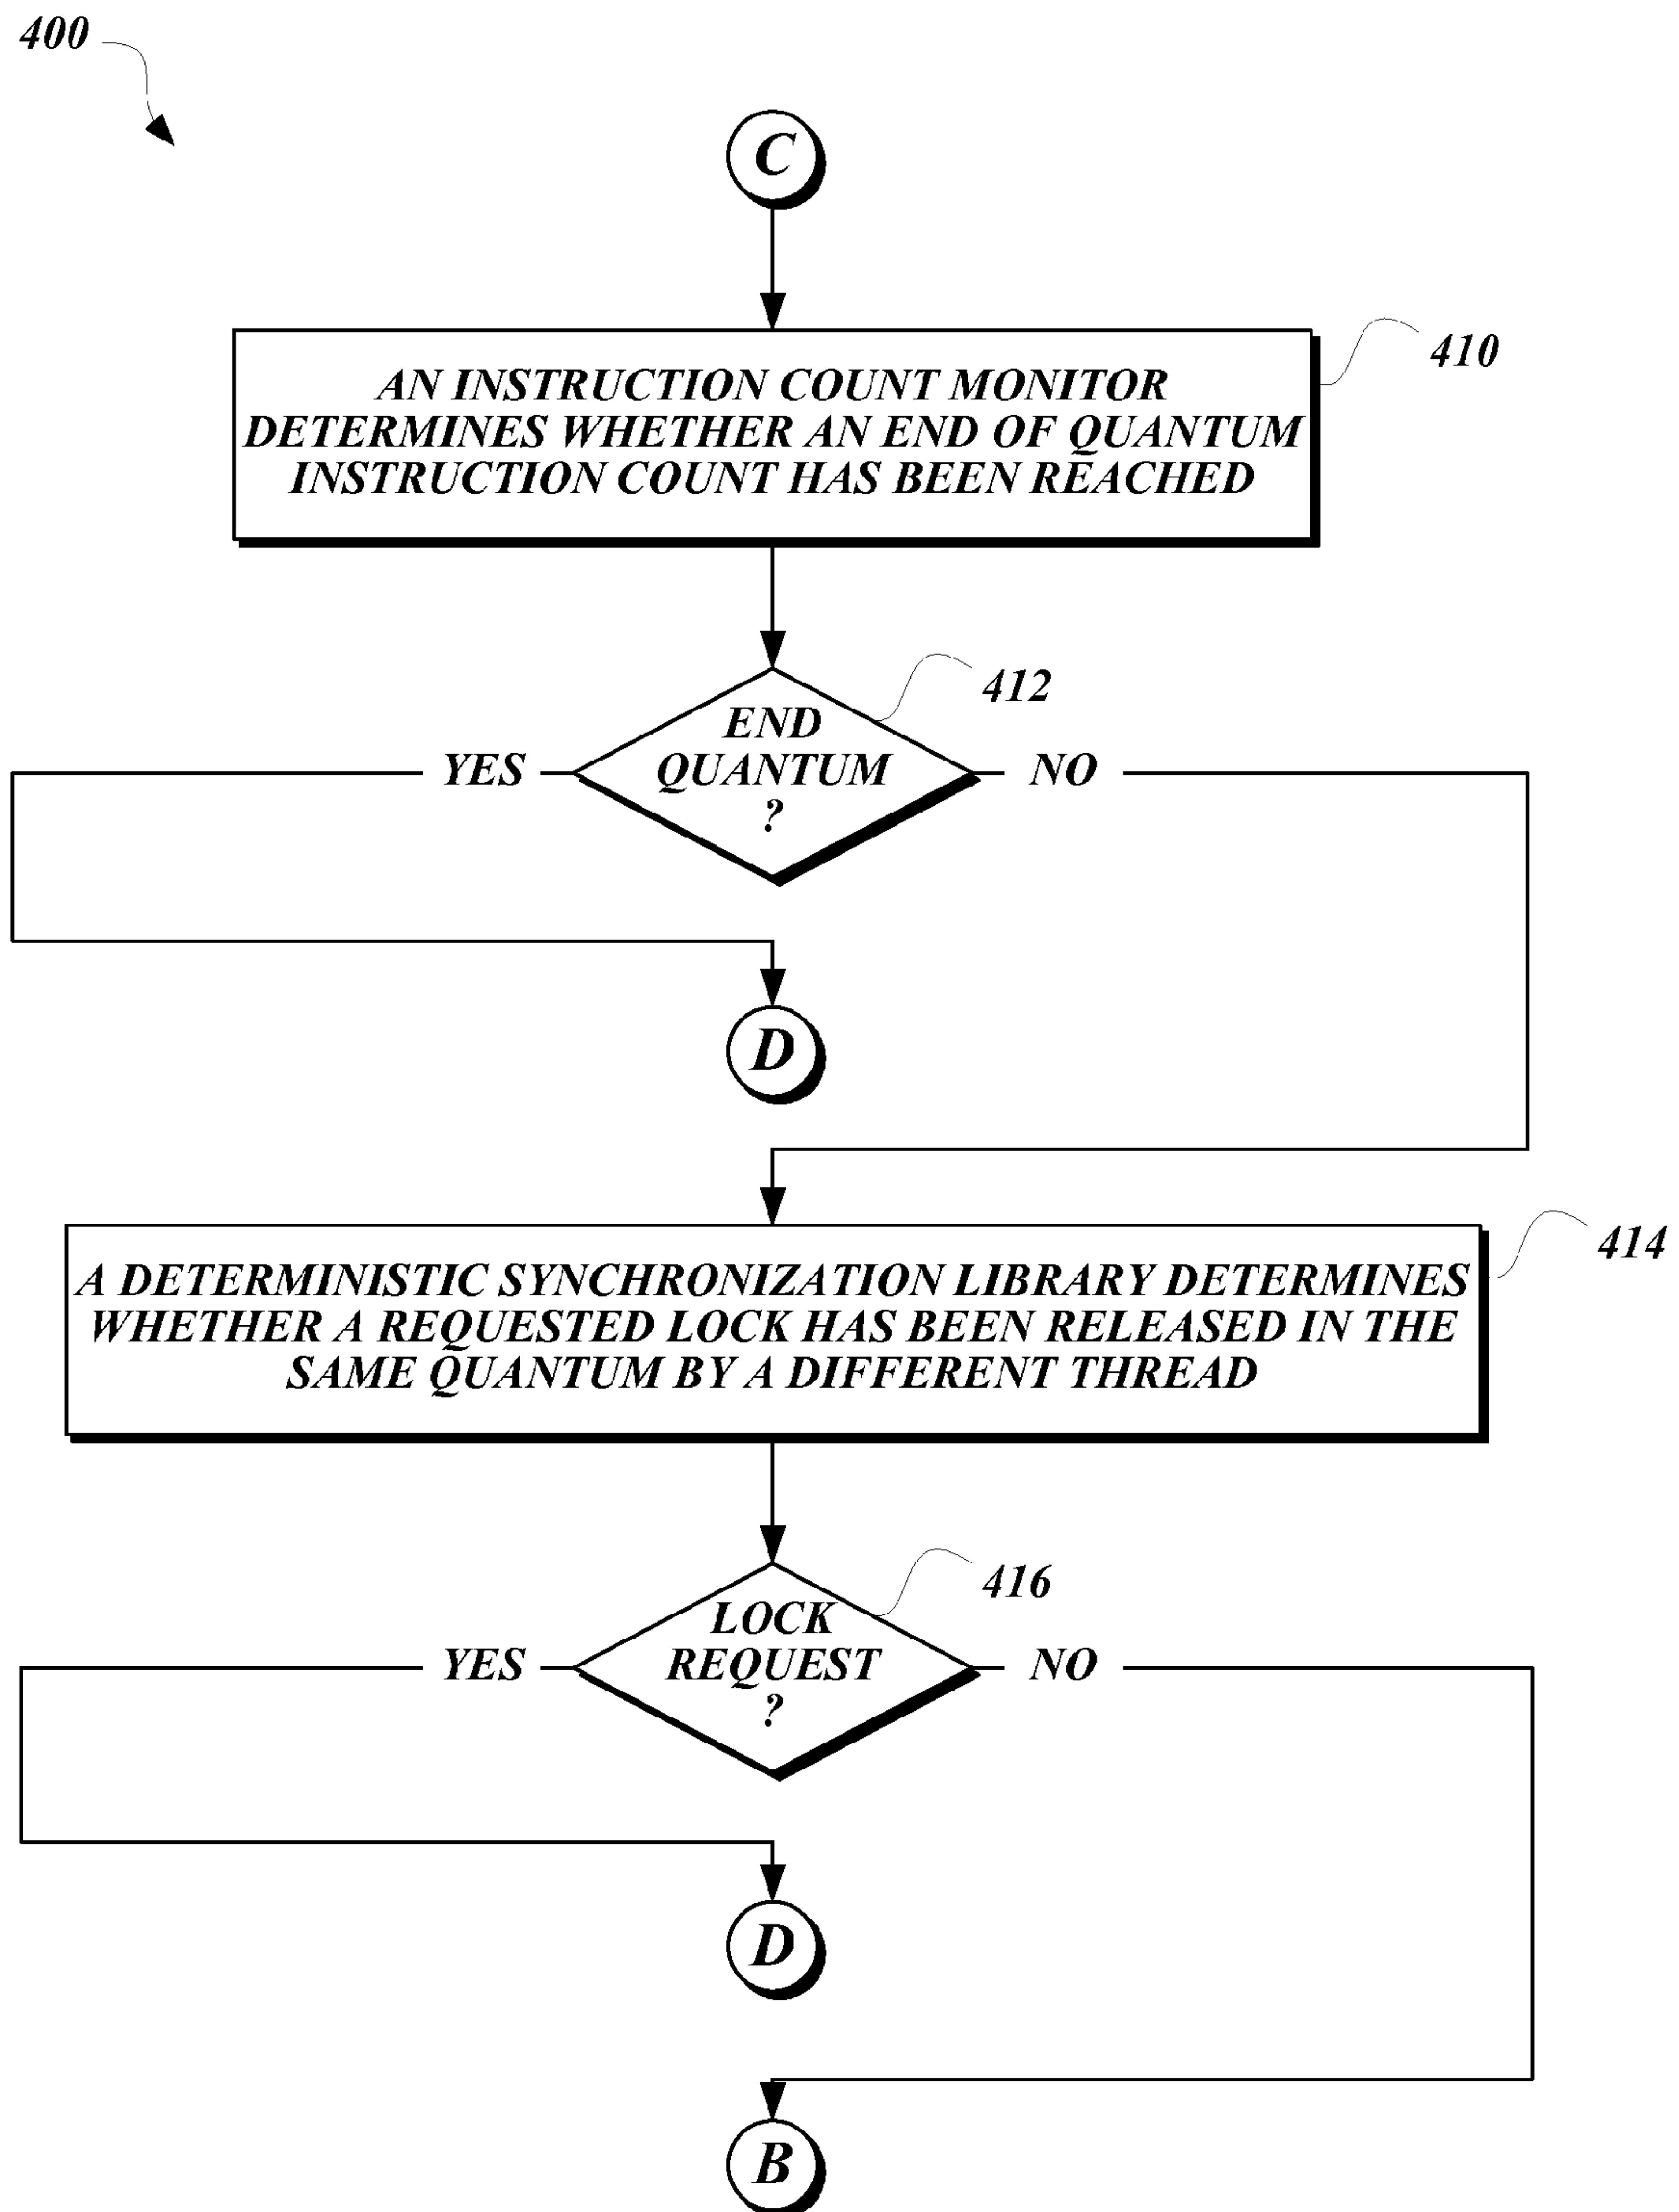 400
C
AN INSTRUCTION COUNT MONITOR
DETERMINES WHETHER AN END OF QUANTUM
INSTRUCTION COUNT HAS BEEN REACHED
410
412
END
QUANTUM
?
YES
NO
D
A DETERMINISTIC SYNCHRONIZATION LIBRARY DETERMINES
WHETHER A REQUESTED LOCK HAS BEEN RELEASED IN THE
SAME QUANTUM BY A DIFFERENT THREAD
414
416
LOCK
REQUEST
?
YES
NO
D
B